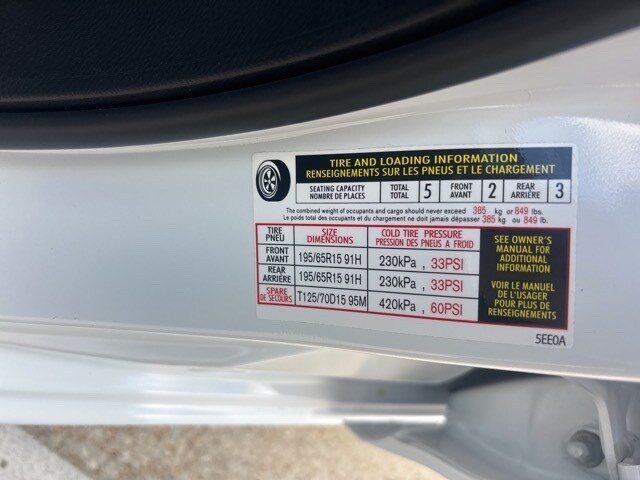 TIRE AND LOADING INFORMATION
RENSEIGNEMENTS SUR LES PNEUS ET LE CHARGEMENT
SEATING CAPACITY TOTAL 5 FRONT 2 REAR 3
NOMBRE DE PLACES TOTAL AVANT ARRIÈRE
The combined weight of occupants and cargo should never exceed 385 kg or 849 lbs.
Le poids total des occupants et du chargement ne doit jamais dépasser 385 kg ou 849 lb.
TIRE SIZE COLD TIRE PRESSURE
PNEU DIMENSIONS PRESSION DES PNEUS A FROID
FRONT
AVANT 195/65R15 91H 230kPa , 33PSI
REAR
ARRIÈRE 195/65R15 91H 230kPa , 33PSI
SPARE
DE SECOURS T125/70D15 95M 420kPa , 60PSI
SEE OWNER'S
MANUAL FOR
ADDITIONAL
INFORMATION
VOIR LE MANUEL
DE L'USAGER
POUR PLUS DE
RENSEIGNEMENTS
5EE0A